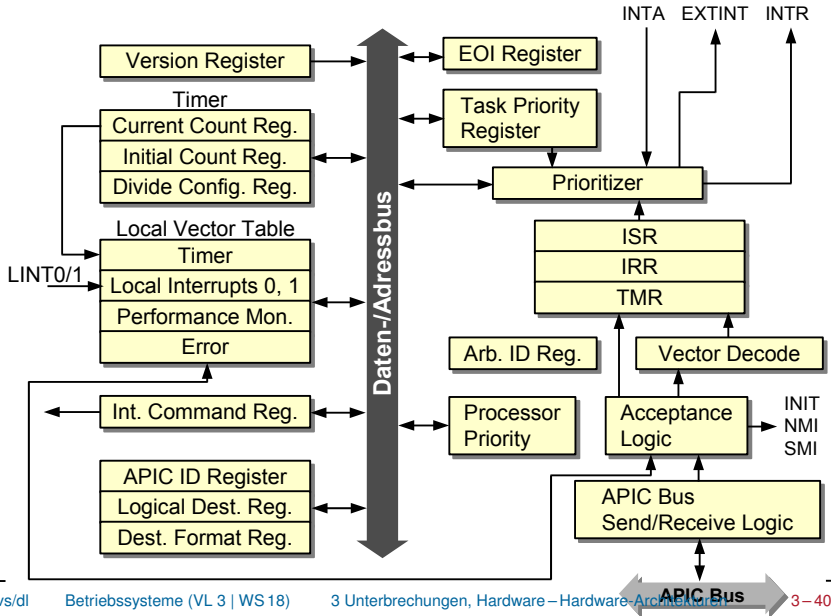 INTA EXTINT INTR
Version Register
EOI Register
Timer
Current Count Reg.
Initial Count Reg.
Divide Config. Reg.
Task Priority
Register
Prioritizer
Local Vector Table
Timer
Local Interrupts 0, 1
Performance Mon.
Error
LINT0/1
Daten-/Adressbus
ISR
IRR
TMR
Arb. ID Reg.
Vector Decode
Int. Command Reg.
Processor
Priority
Acceptance
Logic
INIT
NMI
SMI
APIC ID Register
Logical Dest. Reg.
Dest. Format Reg.
APIC Bus
Send/Receive Logic
APIC Bus
vs/dl Betriebssysteme (VL 3 | WS 18) 3 Unterbrechungen, Hardware – Hardware-Architekturen 3 – 40